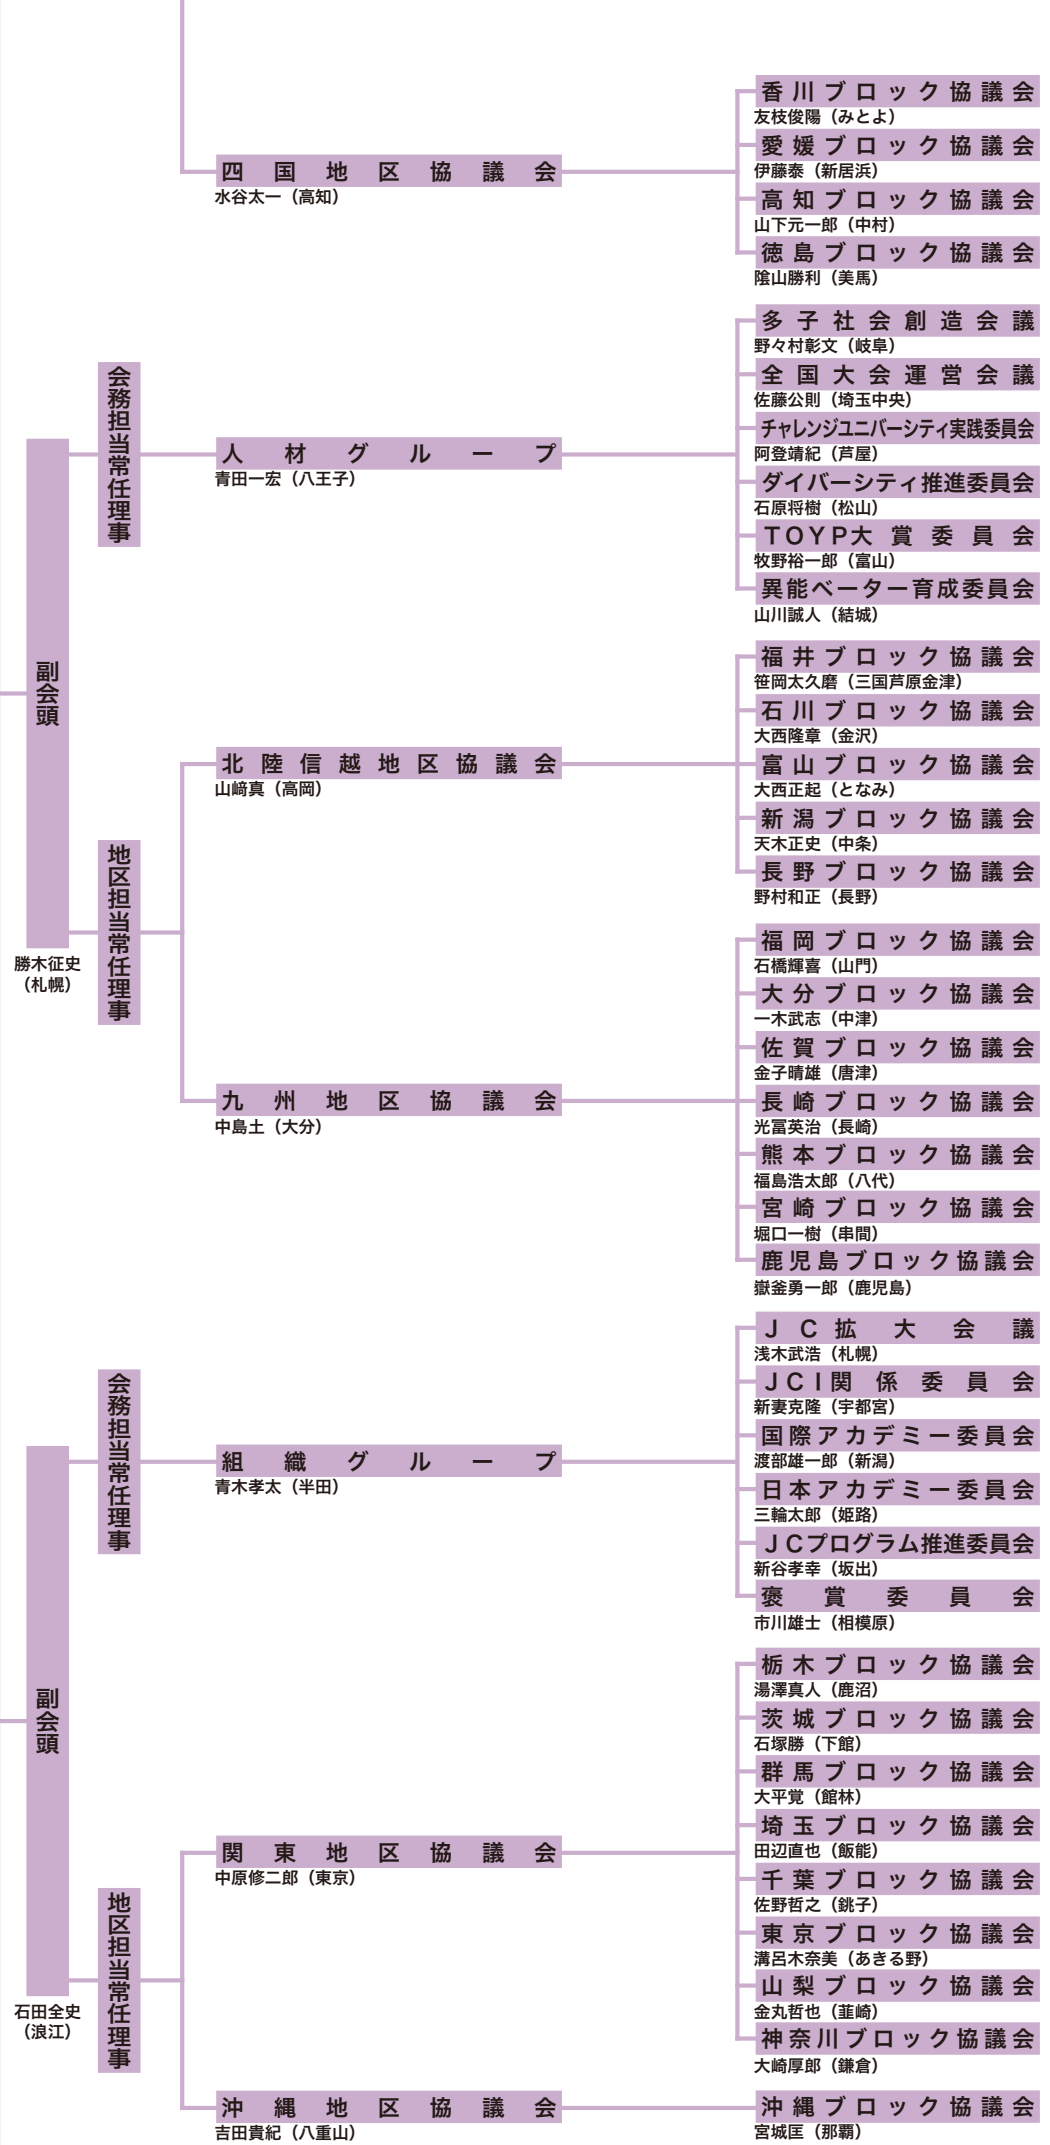 四国地区協議会
水谷太一（高知）
香川ブロック協議会
友枝俊陽（みとよ）
愛媛ブロック協議会
伊藤泰（新居浜）
高知ブロック協議会
山下元一郎（中村）
徳島ブロック協議会
陰山勝利（美馬）
副会頭
勝木征史
（札幌）
会務担当常任理事
人材グループ
青田一宏（八王子）
多子社会創造会議
野々村彰文（岐阜）
全国大会運営会議
佐藤公則（埼玉中央）
チャレンジユニバーシティ実践委員会
阿登靖紀（芦屋）
ダイバーシティ推進委員会
石原将樹（松山）
TOYP大賞委員会
牧野裕一郎（富山）
異能ベーター育成委員会
山川誠人（結城）
地区担当常任理事
北陸信越地区協議会
山﨑真（高岡）
福井ブロック協議会
笹岡太久磨（三国芦原金津）
石川ブロック協議会
大西隆章（金沢）
富山ブロック協議会
大西正起（となみ）
新潟ブロック協議会
天木正史（中条）
長野ブロック協議会
野村和正（長野）
九州地区協議会
中島土（大分）
福岡ブロック協議会
石橋輝喜（山門）
大分ブロック協議会
一木武志（中津）
佐賀ブロック協議会
金子晴雄（唐津）
長崎ブロック協議会
光冨英治（長崎）
熊本ブロック協議会
福島浩太郎（八代）
宮崎ブロック協議会
堀口一樹（串間）
鹿児島ブロック協議会
嶽釜勇一郎（鹿児島）
副会頭
石田全史
（浪江）
会務担当常任理事
組織グループ
青木孝太（半田）
JC拡大会議
浅木武浩（札幌）
JCI関係委員会
新妻克隆（宇都宮）
国際アカデミー委員会
渡部雄一郎（新潟）
日本アカデミー委員会
三輪太郎（姫路）
JCプログラム推進委員会
新谷孝幸（坂出）
褒賞委員会
市川雄士（相模原）
地区担当常任理事
関東地区協議会
中原修二郎（東京）
栃木ブロック協議会
湯澤真人（鹿沼）
茨城ブロック協議会
石塚勝（下館）
群馬ブロック協議会
大平覚（館林）
埼玉ブロック協議会
田辺直也（飯能）
千葉ブロック協議会
佐野哲之（銚子）
東京ブロック協議会
溝呂木奈美（あきる野）
山梨ブロック協議会
金丸哲也（韮崎）
神奈川ブロック協議会
大崎厚郎（鎌倉）
沖縄地区協議会
吉田貴紀（八重山）
沖縄ブロック協議会
宮城匡（那覇）